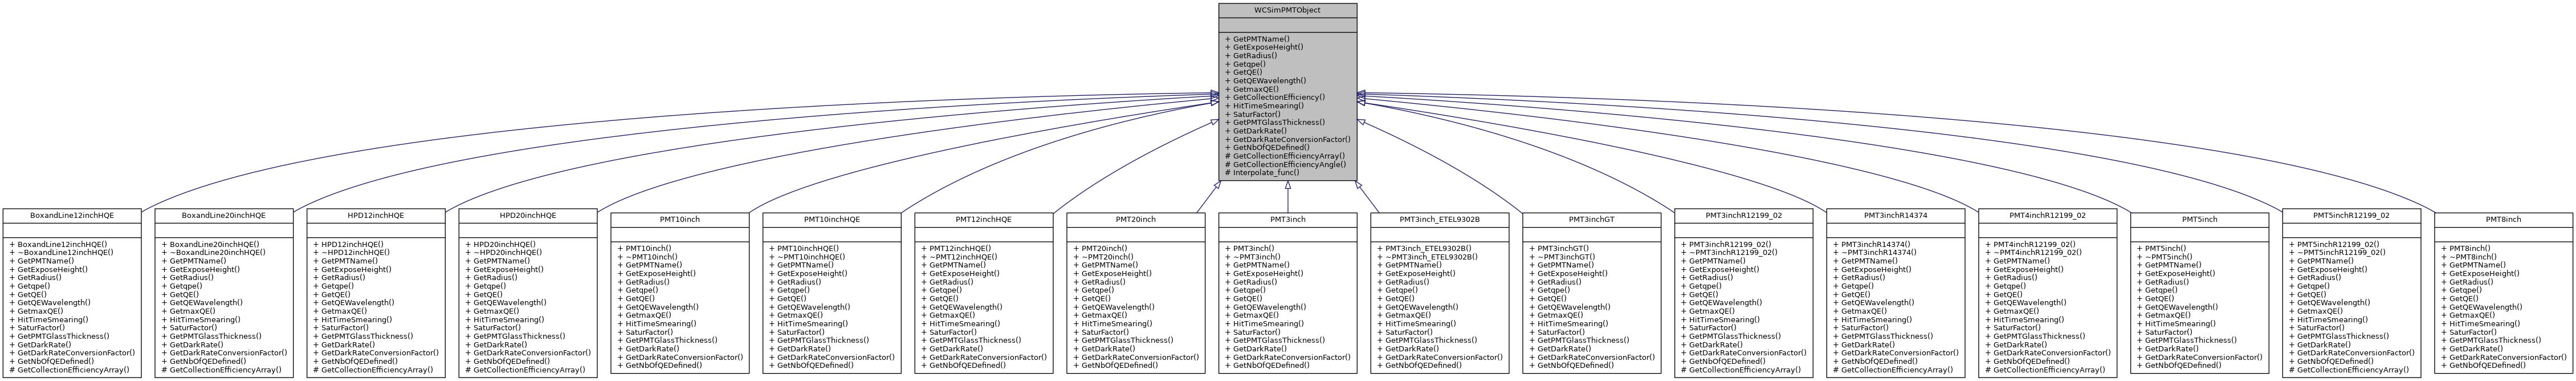 WCSimPMTObject
+ GetPMTName()
+ GetExposeHeight()
+ GetRadius()
+ Getqpe()
+ GetQE()
+ GetQEWavelength()
+ GetmaxQE()
+ GetCollectionEfficiency()
+ HitTimeSmearing()
+ SaturFactor()
+ GetPMTGlassThickness()
+ GetDarkRate()
+ GetDarkRateConversionFactor()
+ GetNbOfQEDefined()
# GetCollectionEfficiencyArray()
# GetCollectionEfficiencyAngle()
# Interpolate_func()
BoxandLine12inchHQE
+ BoxandLine12inchHQE()
+ ~BoxandLine12inchHQE()
+ GetPMTName()
+ GetExposeHeight()
+ GetRadius()
+ Getqpe()
+ GetQE()
+ GetQEWavelength()
+ GetmaxQE()
+ HitTimeSmearing()
+ SaturFactor()
+ GetPMTGlassThickness()
+ GetDarkRate()
+ GetDarkRateConversionFactor()
+ GetNbOfQEDefined()
# GetCollectionEfficiencyArray()
BoxandLine20inchHQE
+ BoxandLine20inchHQE()
+ ~BoxandLine20inchHQE()
+ GetPMTName()
+ GetExposeHeight()
+ GetRadius()
+ Getqpe()
+ GetQE()
+ GetQEWavelength()
+ GetmaxQE()
+ HitTimeSmearing()
+ SaturFactor()
+ GetPMTGlassThickness()
+ GetDarkRate()
+ GetDarkRateConversionFactor()
+ GetNbOfQEDefined()
# GetCollectionEfficiencyArray()
HPD12inchHQE
+ HPD12inchHQE()
+ ~HPD12inchHQE()
+ GetPMTName()
+ GetExposeHeight()
+ GetRadius()
+ Getqpe()
+ GetQE()
+ GetQEWavelength()
+ GetmaxQE()
+ HitTimeSmearing()
+ SaturFactor()
+ GetPMTGlassThickness()
+ GetDarkRate()
+ GetDarkRateConversionFactor()
+ GetNbOfQEDefined()
# GetCollectionEfficiencyArray()
HPD20inchHQE
+ HPD20inchHQE()
+ ~HPD20inchHQE()
+ GetPMTName()
+ GetExposeHeight()
+ GetRadius()
+ Getqpe()
+ GetQE()
+ GetQEWavelength()
+ GetmaxQE()
+ HitTimeSmearing()
+ SaturFactor()
+ GetPMTGlassThickness()
+ GetDarkRate()
+ GetDarkRateConversionFactor()
+ GetNbOfQEDefined()
# GetCollectionEfficiencyArray()
PMT10inch
+ PMT10inch()
+ ~PMT10inch()
+ GetPMTName()
+ GetExposeHeight()
+ GetRadius()
+ Getqpe()
+ GetQE()
+ GetQEWavelength()
+ GetmaxQE()
+ HitTimeSmearing()
+ SaturFactor()
+ GetPMTGlassThickness()
+ GetDarkRate()
+ GetDarkRateConversionFactor()
+ GetNbOfQEDefined()
PMT10inchHQE
+ PMT10inchHQE()
+ ~PMT10inchHQE()
+ GetPMTName()
+ GetExposeHeight()
+ GetRadius()
+ Getqpe()
+ GetQE()
+ GetQEWavelength()
+ GetmaxQE()
+ HitTimeSmearing()
+ SaturFactor()
+ GetPMTGlassThickness()
+ GetDarkRate()
+ GetDarkRateConversionFactor()
+ GetNbOfQEDefined()
PMT12inchHQE
+ PMT12inchHQE()
+ ~PMT12inchHQE()
+ GetPMTName()
+ GetExposeHeight()
+ GetRadius()
+ Getqpe()
+ GetQE()
+ GetQEWavelength()
+ GetmaxQE()
+ HitTimeSmearing()
+ SaturFactor()
+ GetPMTGlassThickness()
+ GetDarkRate()
+ GetDarkRateConversionFactor()
+ GetNbOfQEDefined()
PMT20inch
+ PMT20inch()
+ ~PMT20inch()
+ GetPMTName()
+ GetExposeHeight()
+ GetRadius()
+ Getqpe()
+ GetQE()
+ GetQEWavelength()
+ GetmaxQE()
+ HitTimeSmearing()
+ SaturFactor()
+ GetPMTGlassThickness()
+ GetDarkRate()
+ GetDarkRateConversionFactor()
+ GetNbOfQEDefined()
PMT3inch
+ PMT3inch()
+ ~PMT3inch()
+ GetPMTName()
+ GetExposeHeight()
+ GetRadius()
+ Getqpe()
+ GetQE()
+ GetQEWavelength()
+ GetmaxQE()
+ HitTimeSmearing()
+ SaturFactor()
+ GetPMTGlassThickness()
+ GetDarkRate()
+ GetDarkRateConversionFactor()
+ GetNbOfQEDefined()
PMT3inch_ETEL9302B
+ PMT3inch_ETEL9302B()
+ ~PMT3inch_ETEL9302B()
+ GetPMTName()
+ GetExposeHeight()
+ GetRadius()
+ Getqpe()
+ GetQE()
+ GetQEWavelength()
+ GetmaxQE()
+ HitTimeSmearing()
+ SaturFactor()
+ GetPMTGlassThickness()
+ GetDarkRate()
+ GetDarkRateConversionFactor()
+ GetNbOfQEDefined()
PMT3inchGT
+ PMT3inchGT()
+ ~PMT3inchGT()
+ GetPMTName()
+ GetExposeHeight()
+ GetRadius()
+ Getqpe()
+ GetQE()
+ GetQEWavelength()
+ GetmaxQE()
+ HitTimeSmearing()
+ SaturFactor()
+ GetPMTGlassThickness()
+ GetDarkRate()
+ GetDarkRateConversionFactor()
+ GetNbOfQEDefined()
PMT3inchR12199_02
+ PMT3inchR12199_02()
+ ~PMT3inchR12199_02()
+ GetPMTName()
+ GetExposeHeight()
+ GetRadius()
+ Getqpe()
+ GetQE()
+ GetQEWavelength()
+ GetmaxQE()
+ HitTimeSmearing()
+ SaturFactor()
+ GetPMTGlassThickness()
+ GetDarkRate()
+ GetDarkRateConversionFactor()
+ GetNbOfQEDefined()
# GetCollectionEfficiencyArray()
PMT3inchR14374
+ PMT3inchR14374()
+ ~PMT3inchR14374()
+ GetPMTName()
+ GetExposeHeight()
+ GetRadius()
+ Getqpe()
+ GetQE()
+ GetQEWavelength()
+ GetmaxQE()
+ HitTimeSmearing()
+ SaturFactor()
+ GetPMTGlassThickness()
+ GetDarkRate()
+ GetDarkRateConversionFactor()
+ GetNbOfQEDefined()
# GetCollectionEfficiencyArray()
PMT4inchR12199_02
+ PMT4inchR12199_02()
+ ~PMT4inchR12199_02()
+ GetPMTName()
+ GetExposeHeight()
+ GetRadius()
+ Getqpe()
+ GetQE()
+ GetQEWavelength()
+ GetmaxQE()
+ HitTimeSmearing()
+ SaturFactor()
+ GetPMTGlassThickness()
+ GetDarkRate()
+ GetDarkRateConversionFactor()
+ GetNbOfQEDefined()
# GetCollectionEfficiencyArray()
PMT5inch
+ PMT5inch()
+ ~PMT5inch()
+ GetPMTName()
+ GetExposeHeight()
+ GetRadius()
+ Getqpe()
+ GetQE()
+ GetQEWavelength()
+ GetmaxQE()
+ HitTimeSmearing()
+ SaturFactor()
+ GetPMTGlassThickness()
+ GetDarkRate()
+ GetDarkRateConversionFactor()
+ GetNbOfQEDefined()
PMT5inchR12199_02
+ PMT5inchR12199_02()
+ ~PMT5inchR12199_02()
+ GetPMTName()
+ GetExposeHeight()
+ GetRadius()
+ Getqpe()
+ GetQE()
+ GetQEWavelength()
+ GetmaxQE()
+ HitTimeSmearing()
+ SaturFactor()
+ GetPMTGlassThickness()
+ GetDarkRate()
+ GetDarkRateConversionFactor()
+ GetNbOfQEDefined()
# GetCollectionEfficiencyArray()
PMT8inch
+ PMT8inch()
+ ~PMT8inch()
+ GetPMTName()
+ GetExposeHeight()
+ GetRadius()
+ Getqpe()
+ GetQE()
+ GetQEWavelength()
+ GetmaxQE()
+ HitTimeSmearing()
+ SaturFactor()
+ GetPMTGlassThickness()
+ GetDarkRate()
+ GetDarkRateConversionFactor()
+ GetNbOfQEDefined()